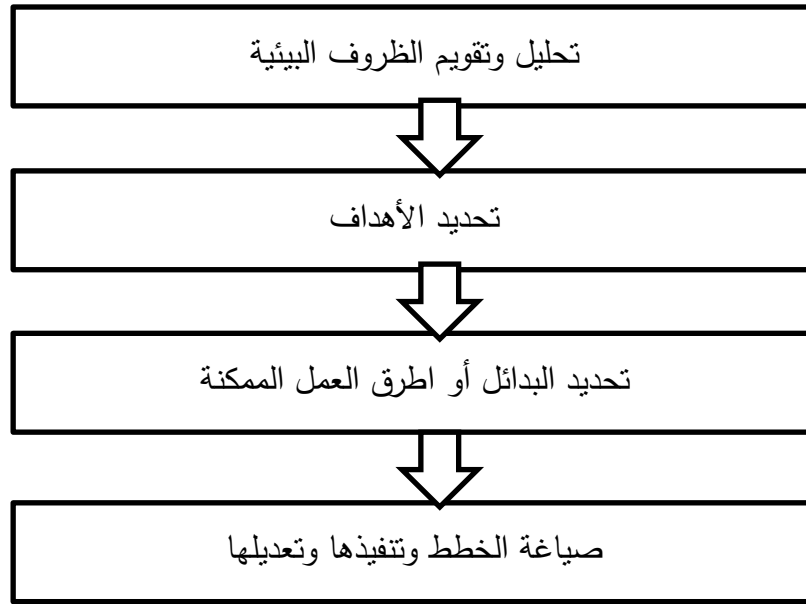 تحليل وتقويم الظروف البيئية
تحديد الأهداف
تحديد البدائل أو اطرق العمل الممكنة
صياغة الخطط وتنفيذها وتعديلها